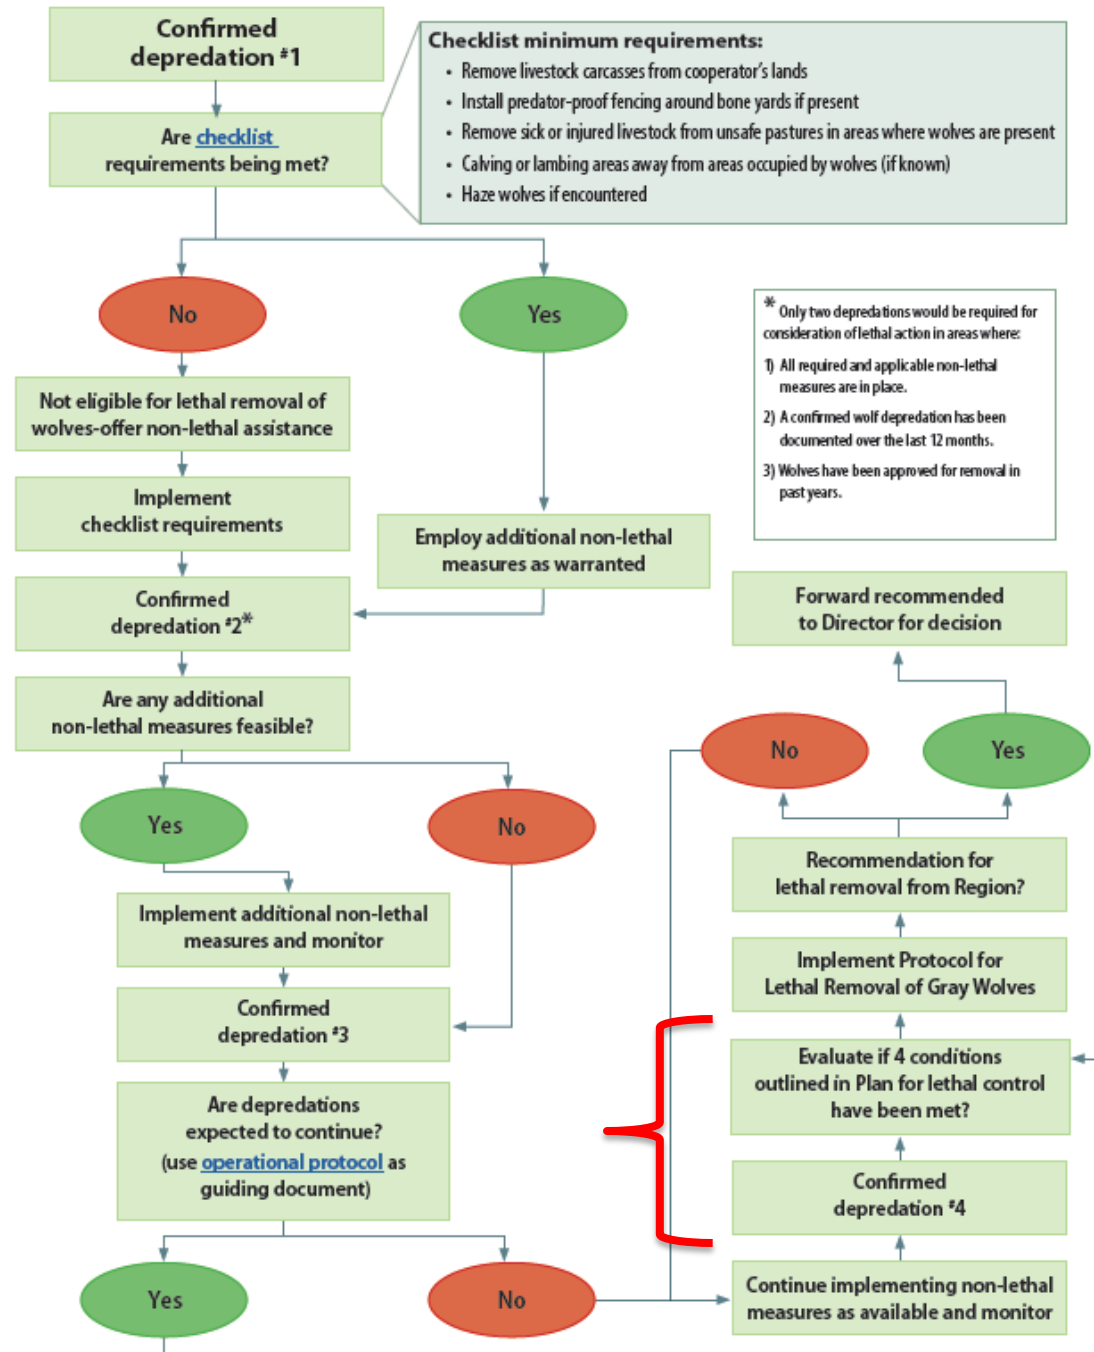 Confirmed
depredation #1
Checklist minimum requirements:
• Remove livestock carcasses from cooperator's lands
• Install predator-proof fencing around bone yards if present
• Remove sick or injured livestock from unsafe pastures in areas where wolves are present
• Calving or lambing areas away from areas occupied by wolves (if known)
• Haze wolves if encountered
Are checklist
requirements being met?
No
Yes
* Only two depredations would be required for
consideration of lethal action in areas where:
1) All required and applicable non-lethal
measures are in place.
2) A confirmed wolf depredation has been
documented over the last 12 months.
3) Wolves have been approved for removal in
past years.
Not eligible for lethal removal of
wolves-offer non-lethal assistance
Implement
checklist requirements
Employ additional non-lethal
measures as warranted
Confirmed
depredation #2*
Are any additional
non-lethal measures feasible?
Yes
No
Implement additional non-lethal
measures and monitor
Confirmed
depredation #3
Are depredations
expected to continue?
(use operational protocol as
guiding document)
Yes
No
Forward recommended
to Director for decision
No
Yes
Recommendation for
lethal removal from Region?
Implement Protocol for
Lethal Removal of Gray Wolves
Evaluate if 4 conditions
outlined in Plan for lethal control
have been met?
Confirmed
depredation #4
Continue implementing non-lethal
measures as available and monitor